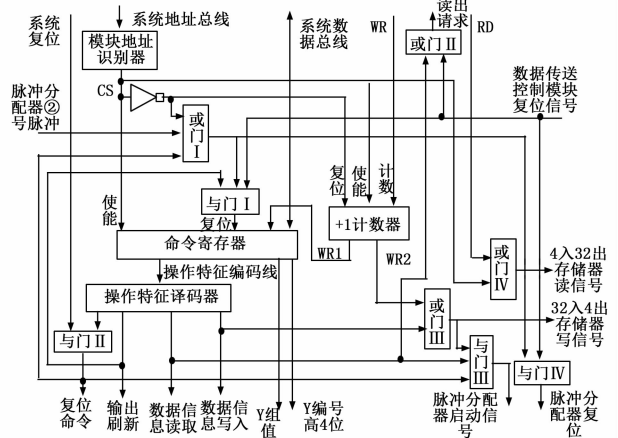 系统
复位
系统地址总线
模块地址
识别器
系统数
据总线
WR
读出
请求
或门Ⅱ
RD
数据传送
控制模块
复位信号
脉冲分
配器②
号脉冲
CS
或
门
Ⅰ
使
能
与门Ⅰ
复位
复
位
使
能
计
数
+1计数器
命令寄存器
WR1
WR2
操作特征编码线
操作特征译码器
或
门
Ⅳ
4入32出
存储器
读信号
或
门
Ⅲ
32入4出
存储器
写信号
与门Ⅱ
与
门
Ⅲ
与门Ⅳ
复位
命令
输出
刷新
数据信
息读取
数据信
息写入
Y组
值
Y编号
高4位
脉冲分配
器启动信
号
脉冲分
配器复
位